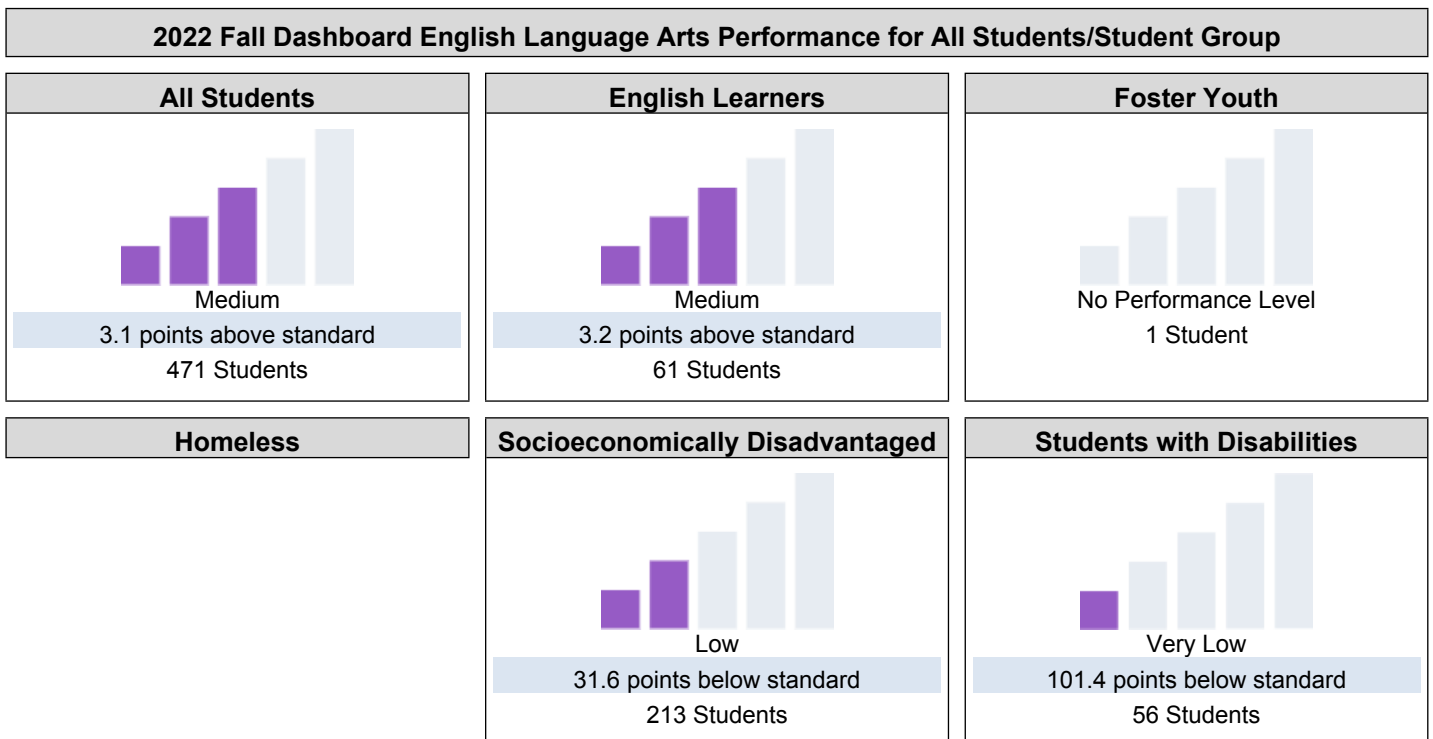 2022 Fall Dashboard English Language Arts Performance for All Students/Student Group
All Students
Medium
3.1 points above standard
471 Students
English Learners
Medium
3.2 points above standard
61 Students
Foster Youth
No Performance Level
1 Student
Homeless
Socioeconomically Disadvantaged
Low
31.6 points below standard
213 Students
Students with Disabilities
Very Low
101.4 points below standard
56 Students